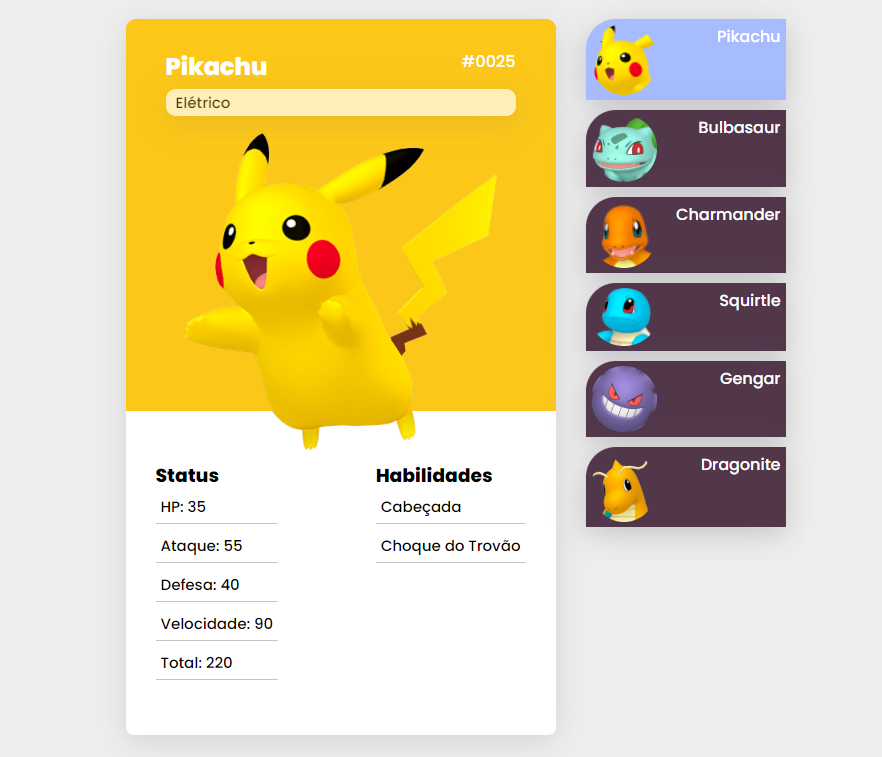 Pikachu
#0025
Elétrico
Status
HP: 35
Ataque: 55
Defesa: 40
Velocidade: 90
Total: 220
Habilidades
Cabeçada
Choque do Trovão
Pikachu
Bulbasaur
Charmander
Squirtle
Gengar
Dragonite